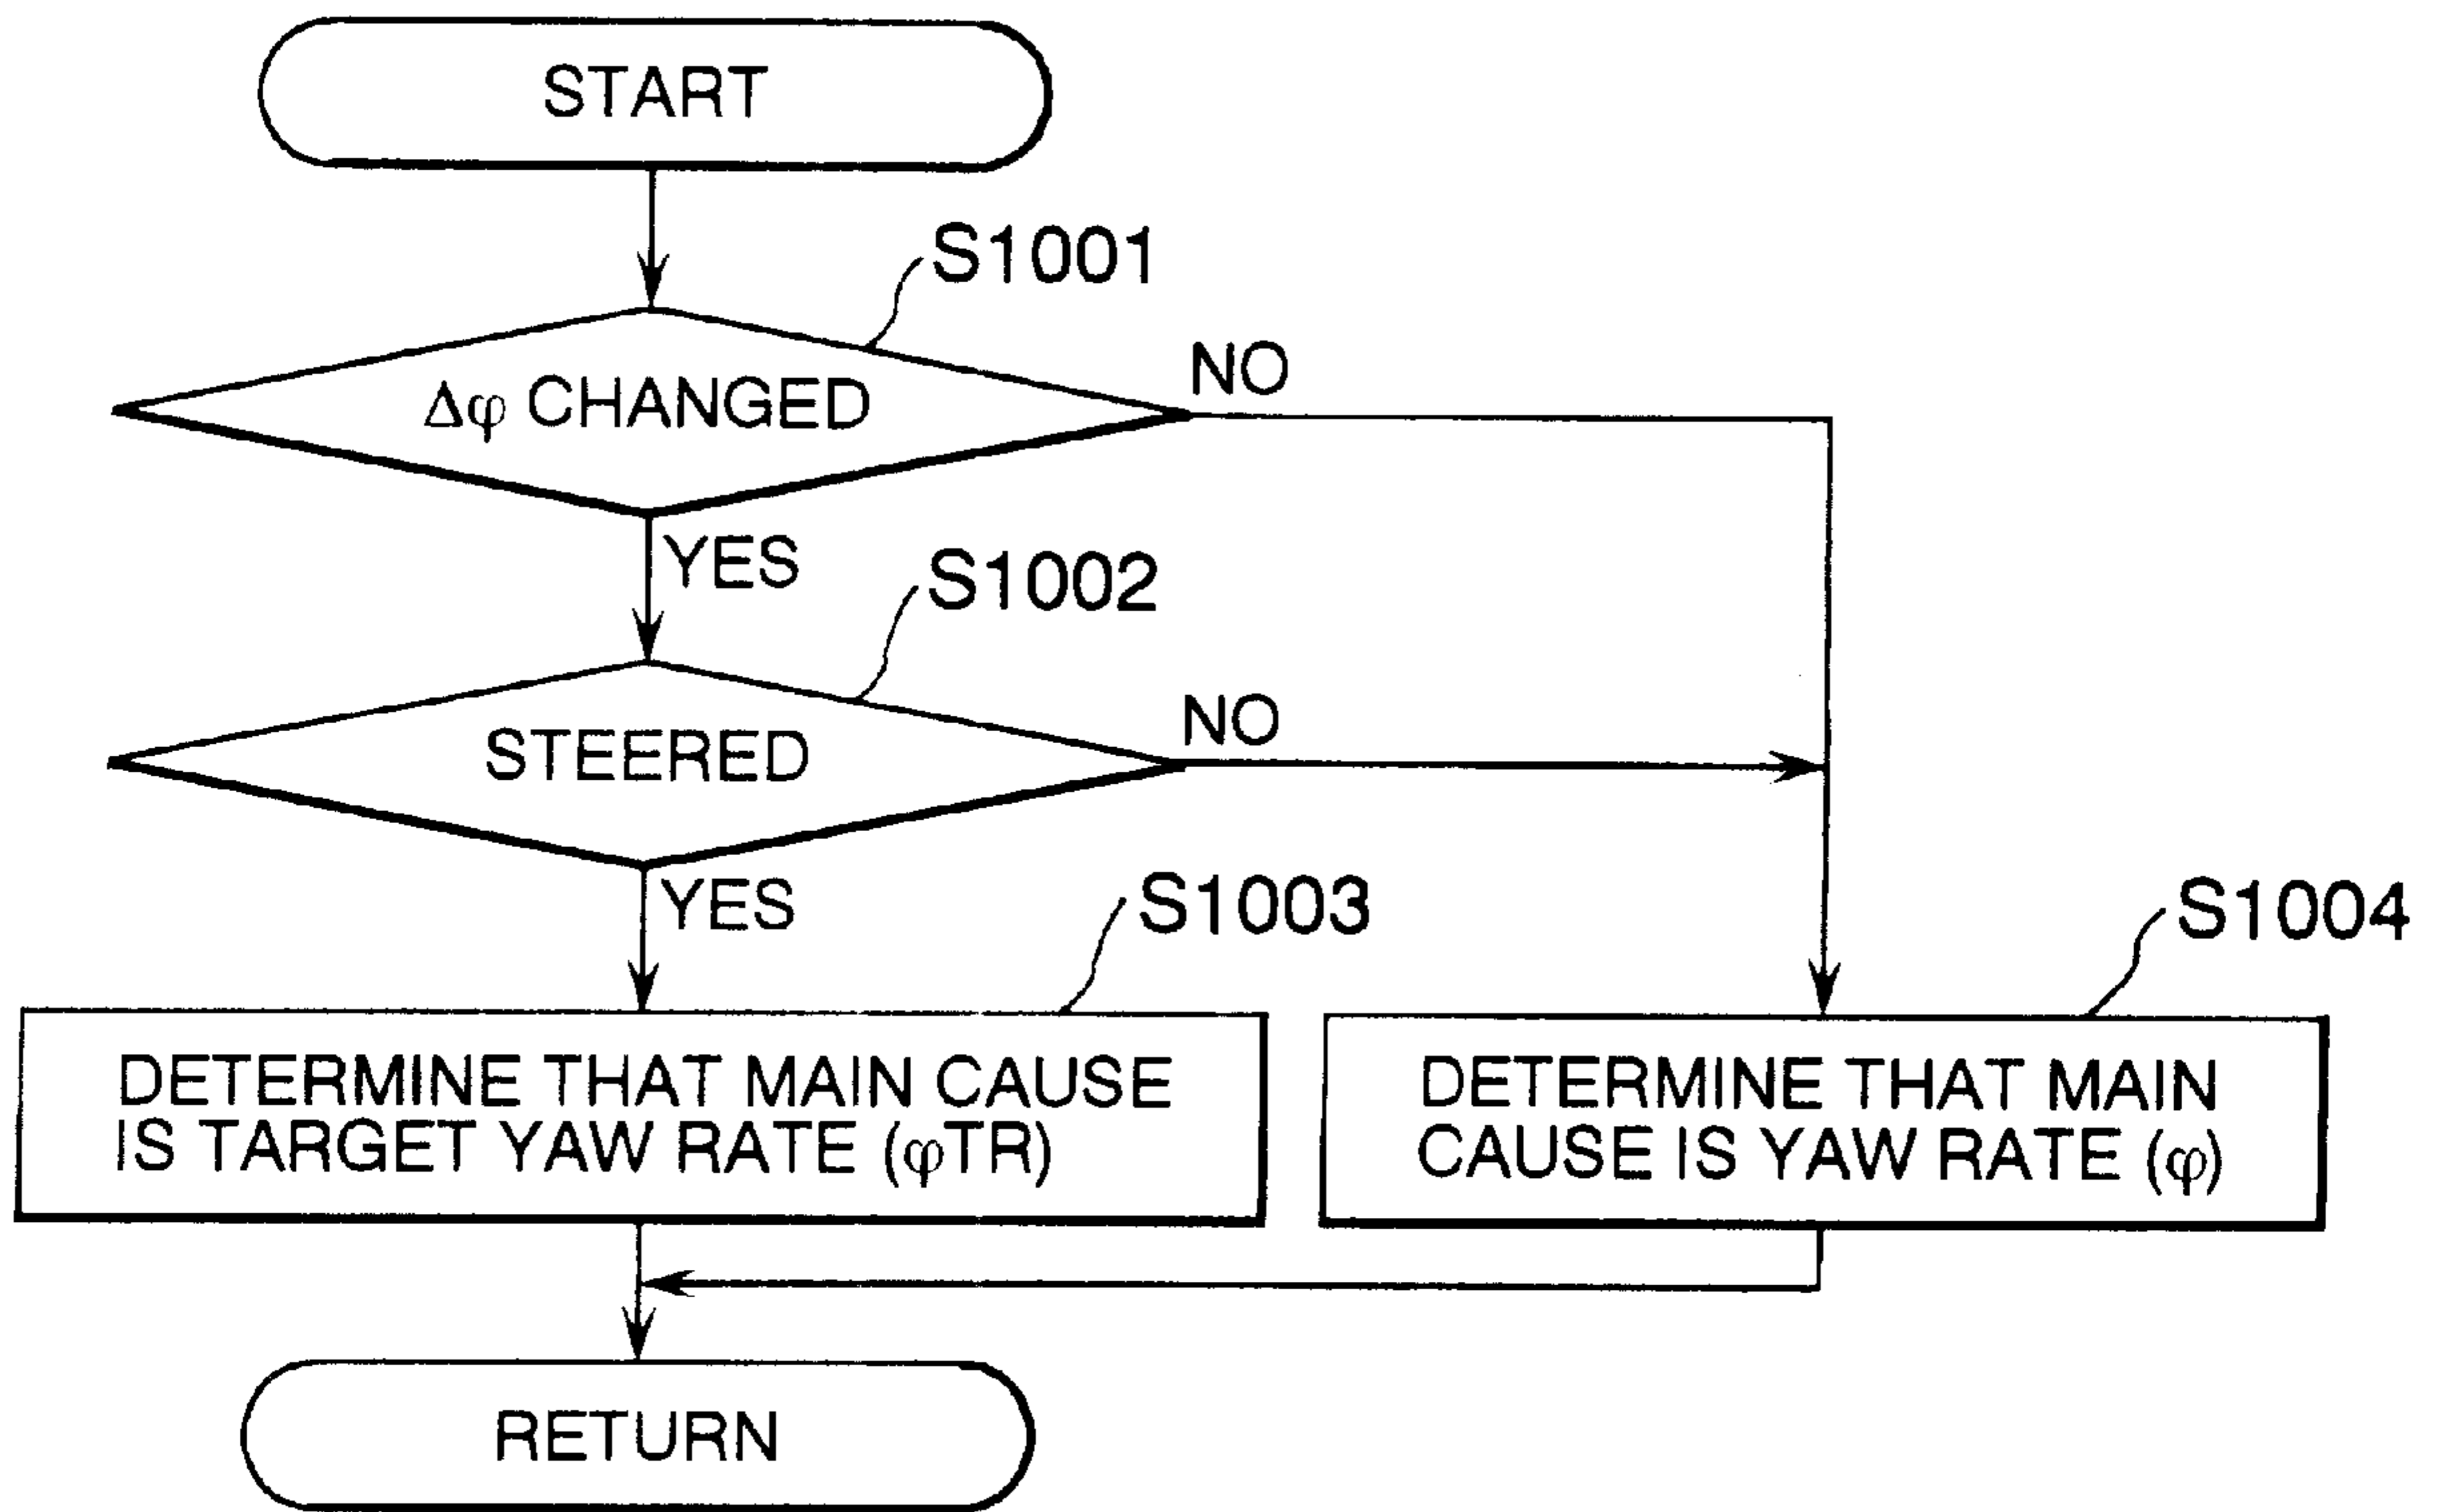 START
S1001
Δφ CHANGED
NO
YES
S1002
STEERED
NO
YES
S1003
S1004
DETERMINE THAT MAIN CAUSE
IS TARGET YAW RATE (φTR)
DETERMINE THAT MAIN
CAUSE IS YAW RATE (φ)
RETURN